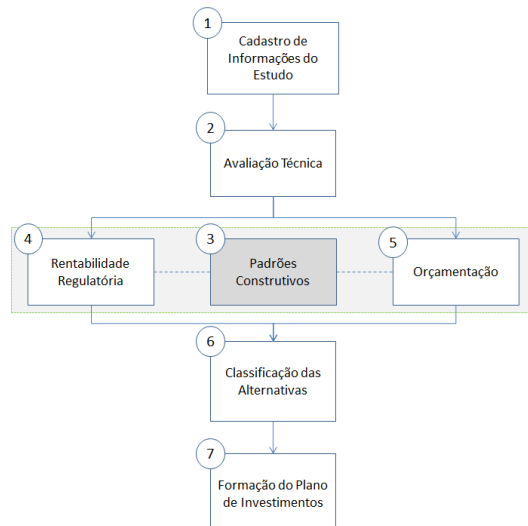 1
Cadastro de
Informações do
Estudo
2
Avaliação Técnica
4
Rentabilidade
Regulatória
3
Padrões
Construtivos
5
Orçamentação
6
Classificação das
Alternativas
7
Formação do Plano
de Investimentos